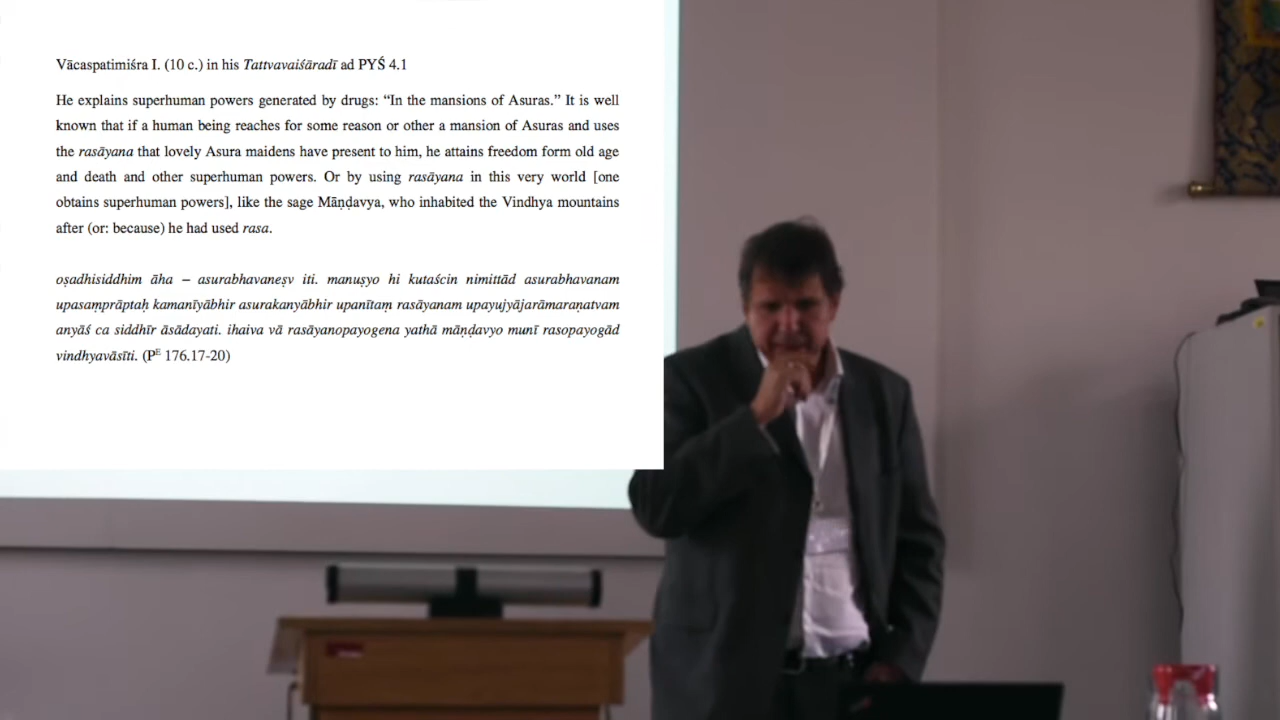 Vācaspatimiśra I. (10 c.) in his Tattvavaiśāradī ad PYŚ 4.1
He explains superhuman powers generated by drugs: “In the mansions of Asuras.” It is well
known that if a human being reaches for some reason or other a mansion of Asuras and uses
the rasāyana that lovely Asura maidens have present to him, he attains freedom form old age
and death and other superhuman powers. Or by using rasāyana in this very world [one
obtains superhuman powers], like the sage Māṇḍavya, who inhabited the Vindhya mountains
after (or: because) he had used rasa.
oṣadhisiddhim āha – asurabhavaneṣv iti. manuṣyo hi kutaścin nimittād asurabhavanam
upasaṃprāptaḥ kamanīyābhir asurakanyābhir upanītaṃ rasāyanam upayujyājarāmaraṇatvam
anyāś ca siddhīr āsādayati. ihaiva vā rasāyanopayogena yathā māṇḍavyo munī rasopayogād
vindhyavāsīti. (Pᴱ 176.17-20)